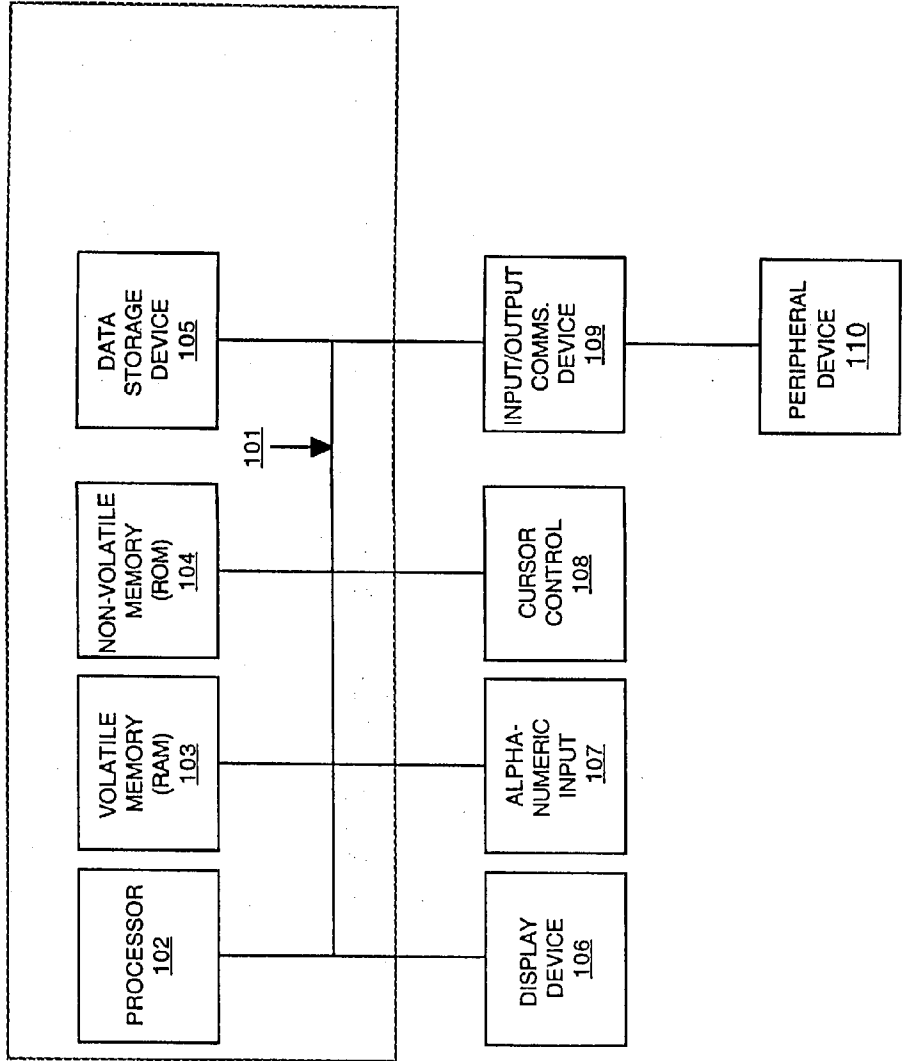 PROCESSOR
102
VOLATILE
MEMORY
(RAM)
103
NON-VOLATILE
MEMORY
(ROM)
104
DATA
STORAGE
DEVICE
105
101
DISPLAY
DEVICE
106
ALPHA-
NUMERIC
INPUT
107
CURSOR
CONTROL
108
INPUT/OUTPUT
COMMS.
DEVICE
109
PERIPHERAL
DEVICE
110